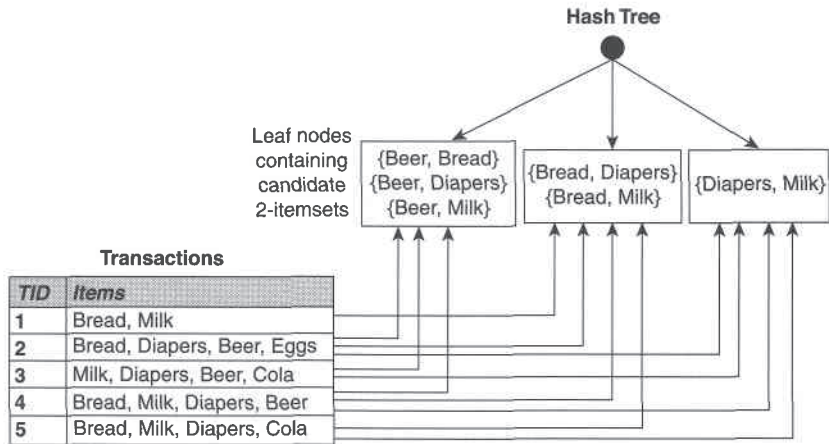 Hash Tree
Leaf nodes
containing
candidate
2-itemsets
{Beer, Bread}
{Beer, Diapers}
{Beer, Milk}
{Bread, Diapers}
{Bread, Milk}
{Diapers, Milk}
Transactions
TID Items
1 Bread, Milk
2 Bread, Diapers, Beer, Eggs
3 Milk, Diapers, Beer, Cola
4 Bread, Milk, Diapers, Beer
5 Bread, Milk, Diapers, Cola